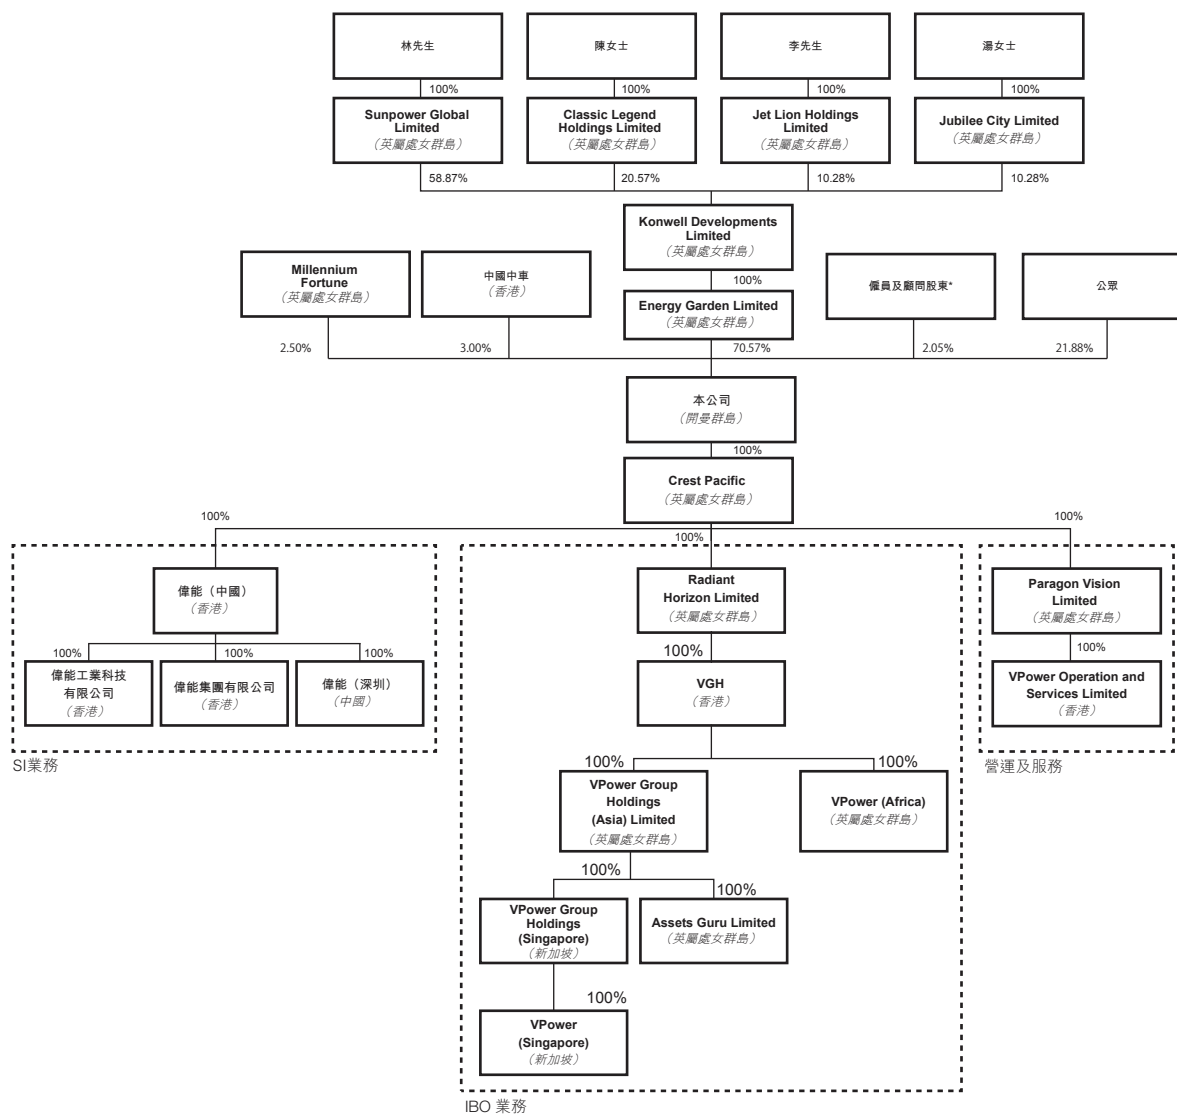 林先生
陳女士
李先生
湯女士
100%
100%
100%
100%
Sunpower Global
Limited
（英屬處女群島）
Classic Legend
Holdings Limited
（英屬處女群島）
Jet Lion Holdings
Limited
（英屬處女群島）
Jubilee City Limited
（英屬處女群島）
58.87%
20.57%
10.28%
10.28%
Konwell Developments
Limited
（英屬處女群島）
Millennium
Fortune
（英屬處女群島）
中國中車
（香港）
100%
Energy Garden Limited
（英屬處女群島）
僱員及顧問股東*
公眾
2.50%
3.00%
70.57%
2.05%
21.88%
本公司
（開曼群島）
100%
Crest Pacific
（英屬處女群島）
100%
100%
100%
偉能（中國）
（香港）
100%
100%
100%
偉能工業科技
有限公司
（香港）
偉能集團有限公司
（香港）
偉能（深圳）
（中國）
SI業務
Radiant
Horizon Limited
（英屬處女群島）
100%
VGH
（香港）
100%
100%
VPower Group
Holdings
(Asia) Limited
（英屬處女群島）
VPower (Africa)
（英屬處女群島）
100%
100%
VPower Group
Holdings
(Singapore)
（新加坡）
Assets Guru Limited
（英屬處女群島）
100%
VPower
(Singapore)
（新加坡）
IBO 業務
Paragon Vision
Limited
（英屬處女群島）
100%
VPower Operation and
Services Limited
（香港）
營運及服務